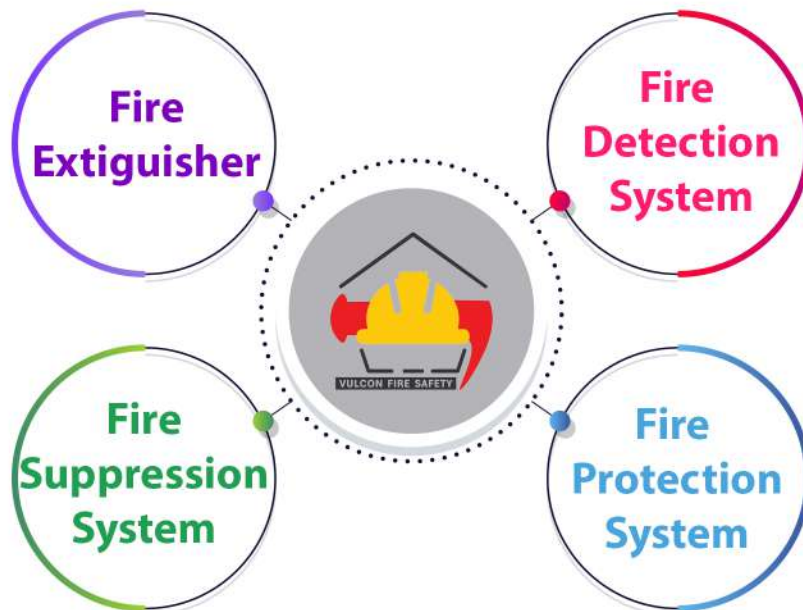 Fire
Extiguisher
Fire
Detection
System
VULCON FIRE SAFETY
Fire
Suppression
System
Fire
Protection
System